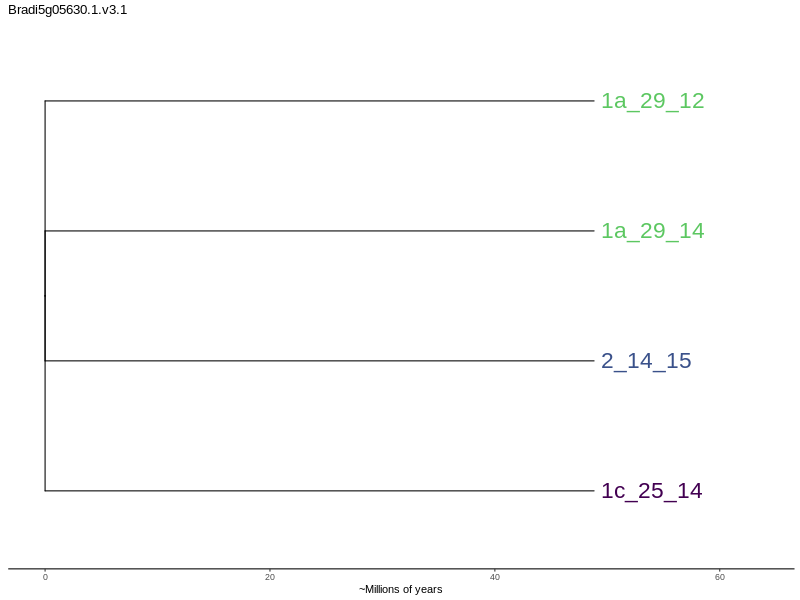 Bradi5g05630.1.v3.1
1a_29_12
1a_29_14
2_14_15
1c_25_14
0 20 40 60
~Millions of years